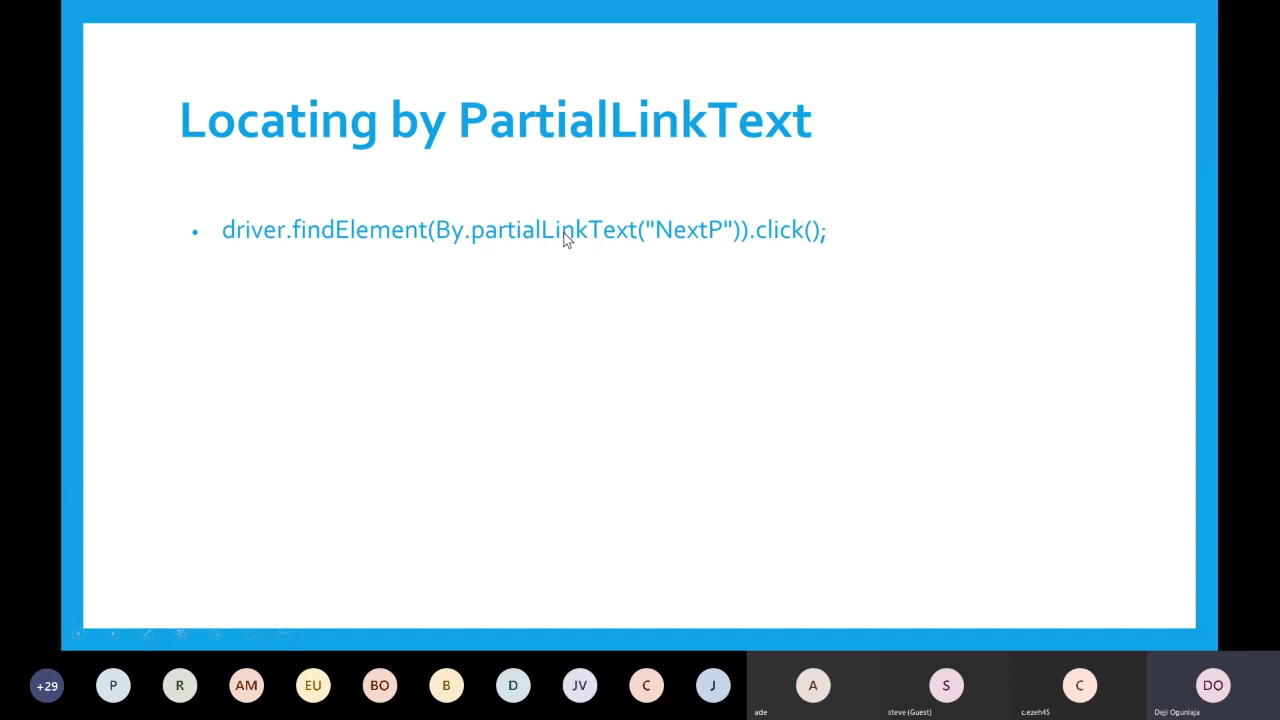 Locating by PartialLinkText
• driver.findElement(By.partialLinkText("NextP")).click();
+29
P
R
AM
EU
BO
B
D
JV
C
J
A
S
C
DO
ade
steve (Guest)
c.ezeh45
Deji Ogunlaja